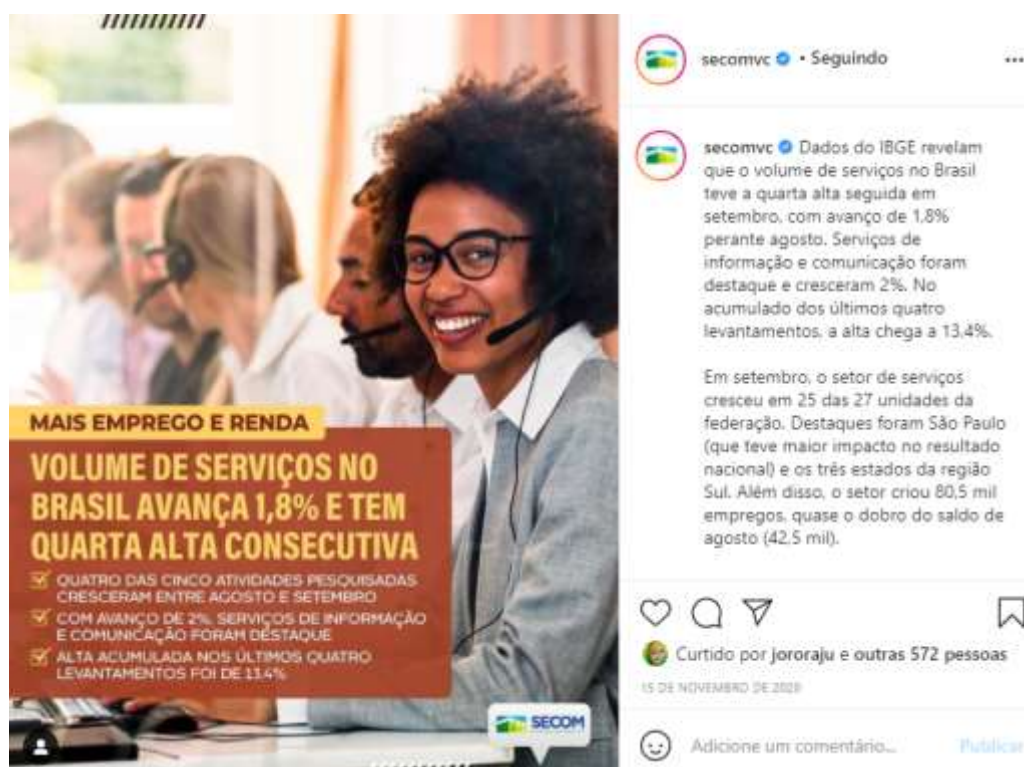 MAIS EMPREGO E RENDA
VOLUME DE SERVIÇOS NO
BRASIL AVANÇA 1,8% E TEM
QUARTA ALTA CONSECUTIVA
QUATRO DAS CINCO ATIVIDADES PESQUISADAS
CRESCERAM ENTRE AGOSTO E SETEMBRO
COM AVANÇO DE 2%, SERVIÇOS DE INFORMAÇÃO
E COMUNICAÇÃO FORAM DESTAQUE
ALTA ACUMULADA NOS ÚLTIMOS QUATRO
LEVANTAMENTOS FOI DE 13,4%
SECOM
secomvc • Seguindo
secomvc Dados do IBGE revelam
que o volume de serviços no Brasil
teve a quarta alta seguida em
setembro, com avanço de 1,8%
perante agosto. Serviços de
informação e comunicação foram
destaque e cresceram 2%. No
acumulado dos últimos quatro
levantamentos, a alta chega a 13,4%.
Em setembro, o setor de serviços
cresceu em 25 das 27 unidades da
federação. Destaques foram São Paulo
(que teve maior impacto no resultado
nacional) e os três estados da região
Sul. Além disso, o setor criou 80,5 mil
empregos, quase o dobro do saldo de
agosto (42,5 mil).
Curtido por jororaju e outras 572 pessoas
15 DE NOVEMBRO DE 2020
Adicione um comentário... Publicar